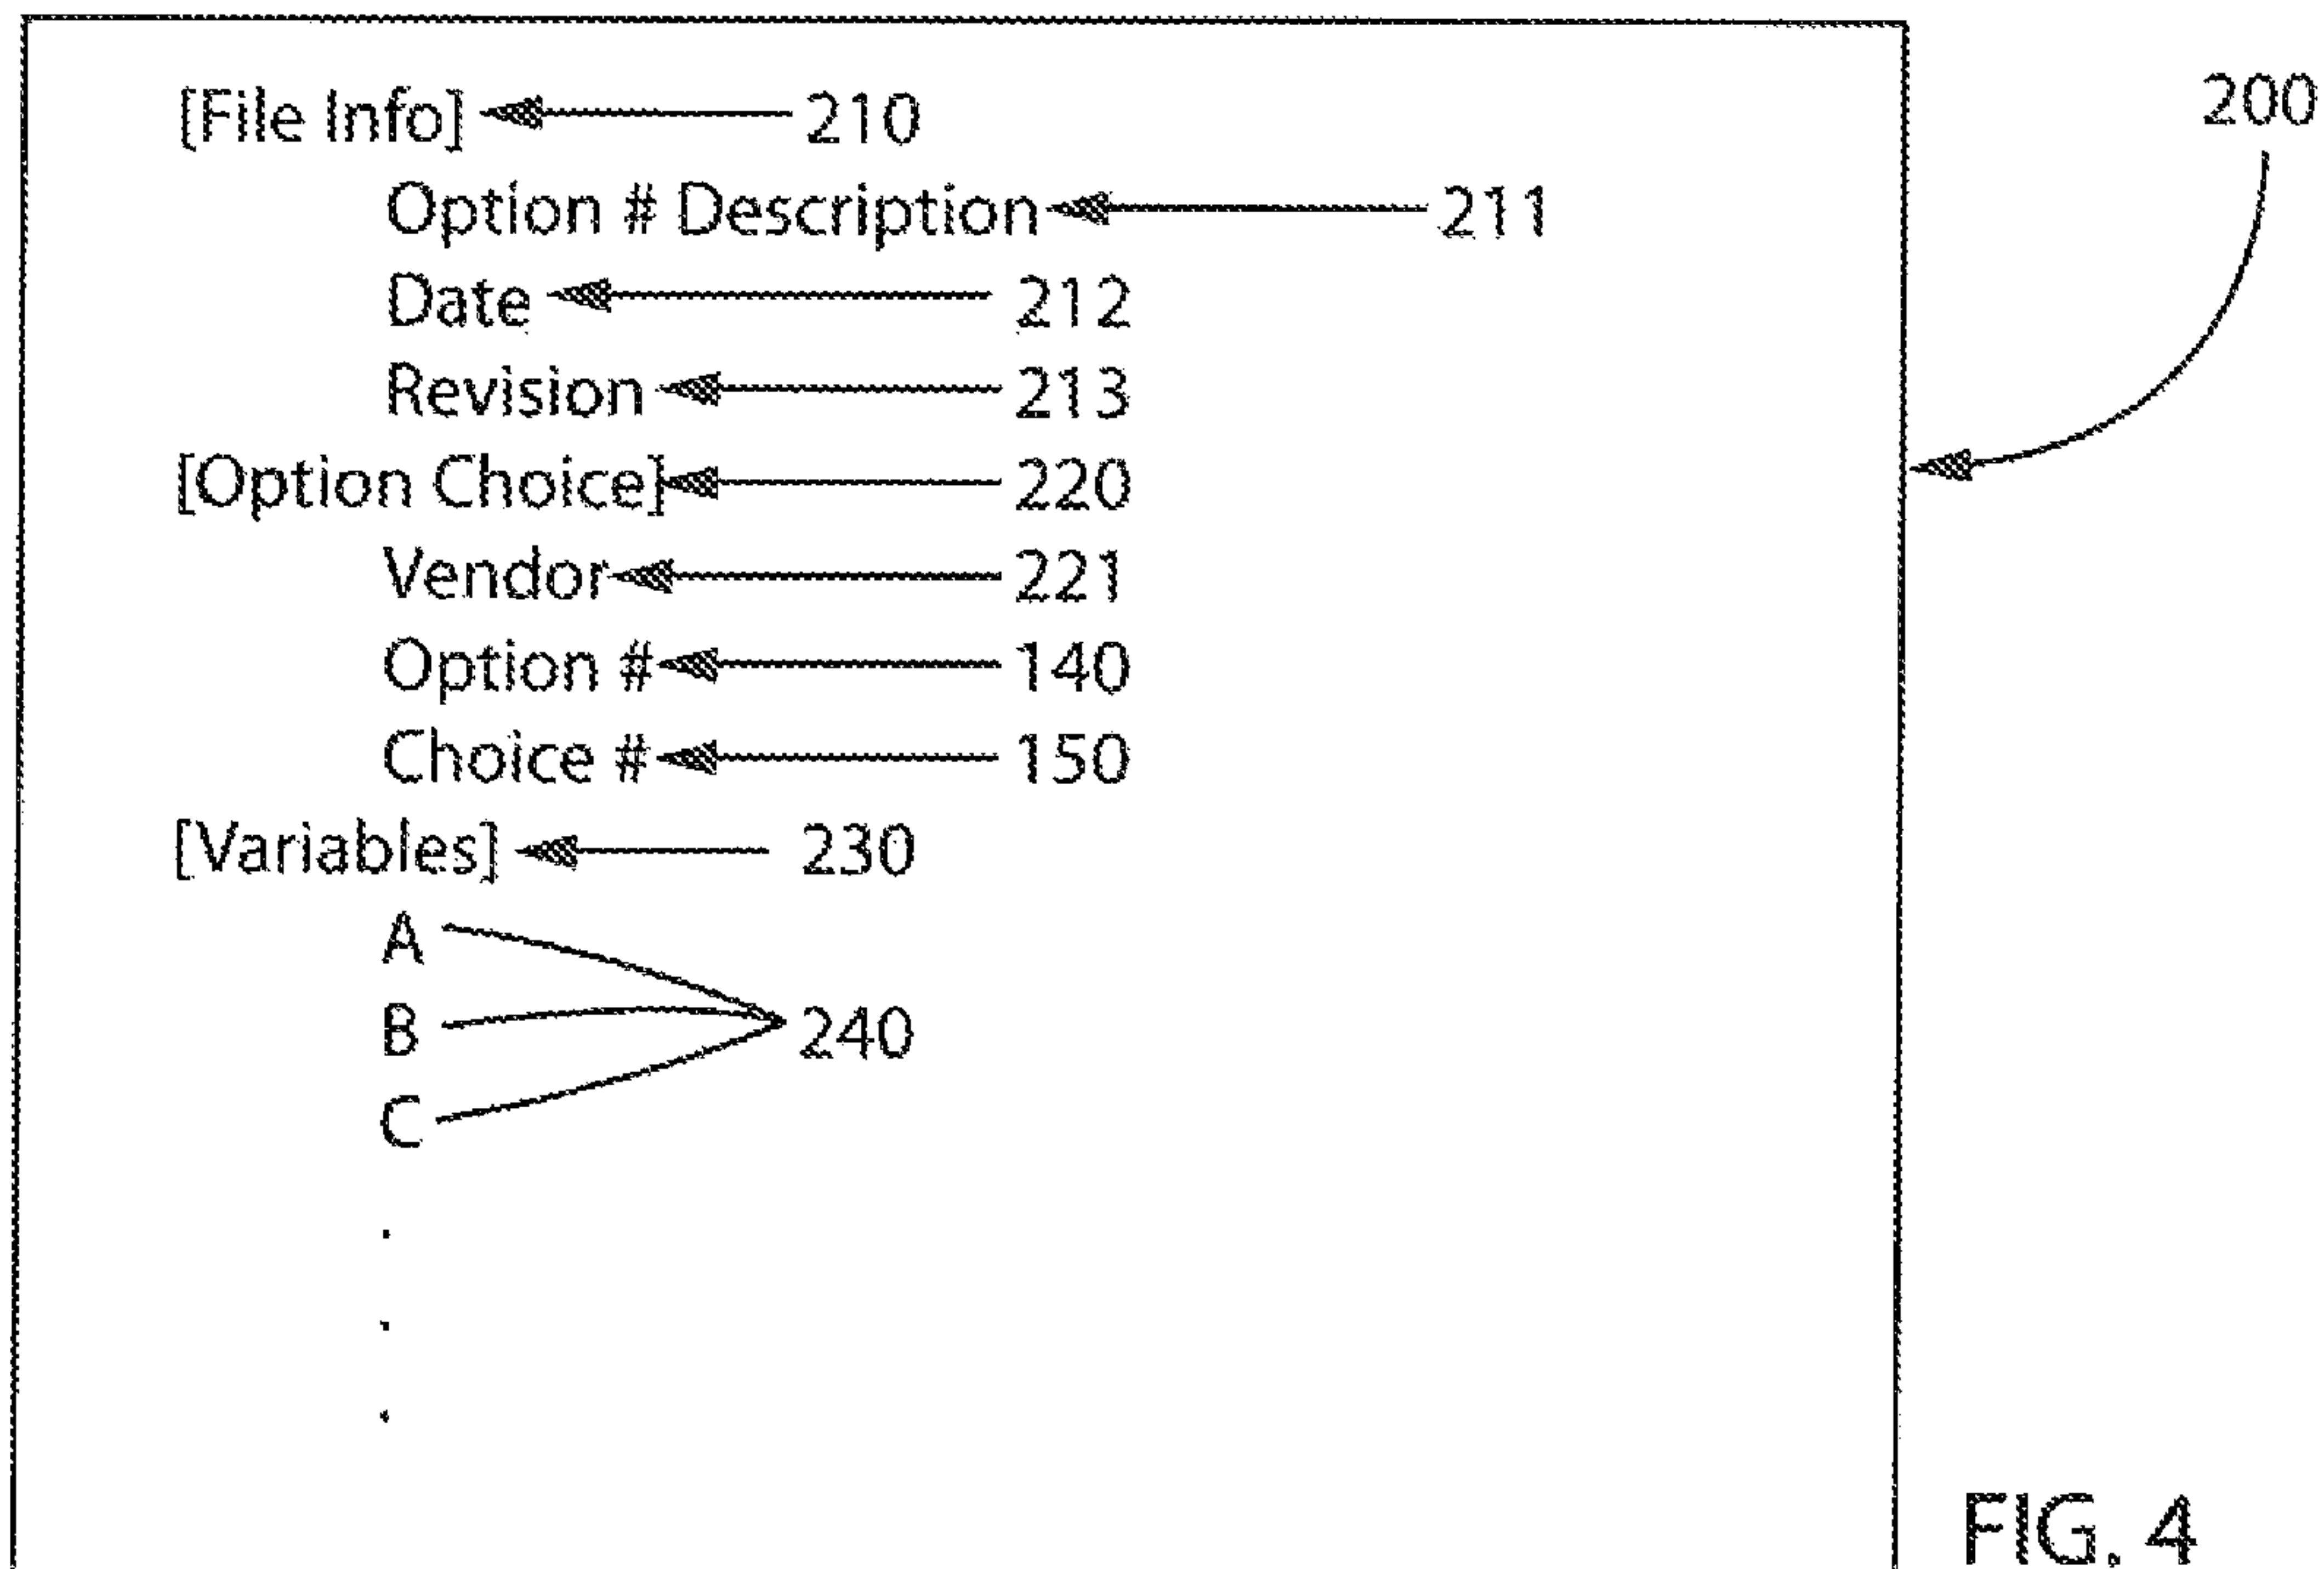 [File Info] 210
200
Option # Description 211
Date 212
Revision 213
[Option Choice] 220
Vendor 221
Option # 140
Choice # 150
[Variables] 230
A
B 240
C
.
.
.
FIG. 4